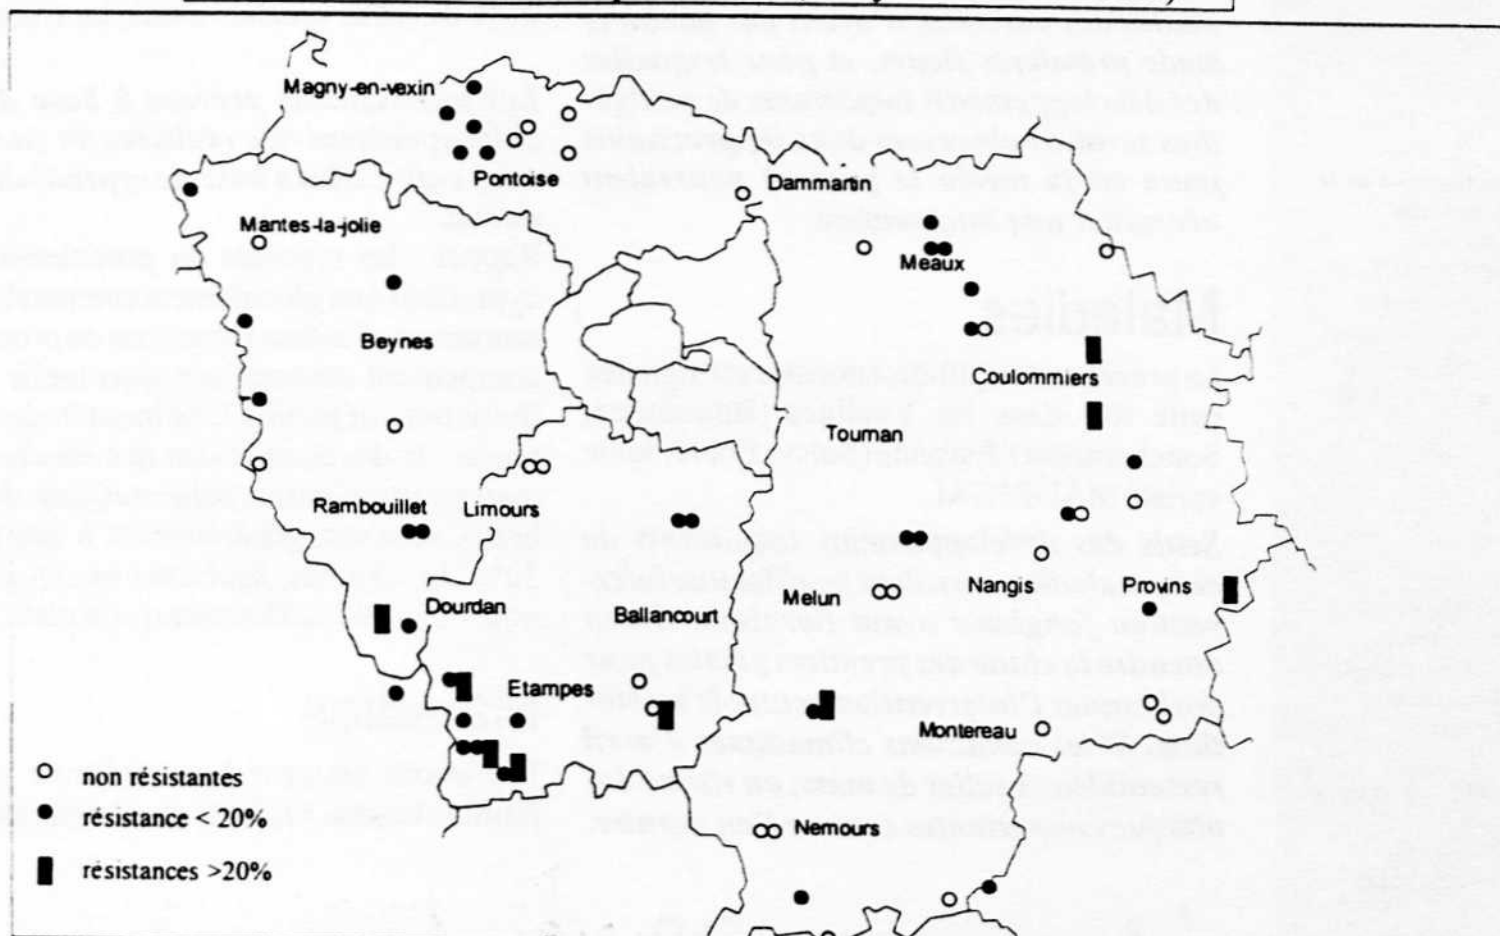 Magny-en-vexin
Pontoise
Dammartin
Mantes-la-jolie
Meaux
Beynes
Coulommiers
Tournan
Rambouillet
Limours
Dourdan
Ballancourt
Melun
Nangis
Provins
Etampes
Montereau
Nemours
non résistantes
résistance < 20%
résistances >20%